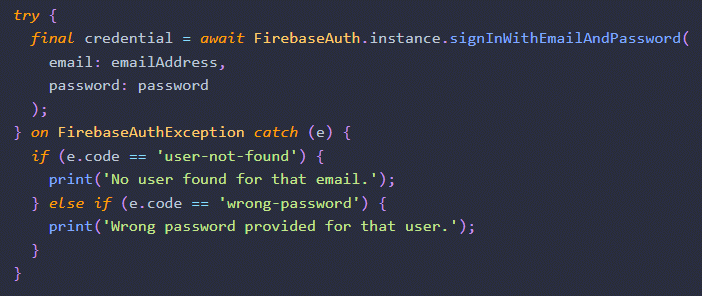 try {
  final credential = await FirebaseAuth.instance.signInWithEmailAndPassword(
    email: emailAddress,
    password: password
  );
} on FirebaseAuthException catch (e) {
  if (e.code == 'user-not-found') {
    print('No user found for that email.');
  } else if (e.code == 'wrong-password') {
    print('Wrong password provided for that user.');
  }
}